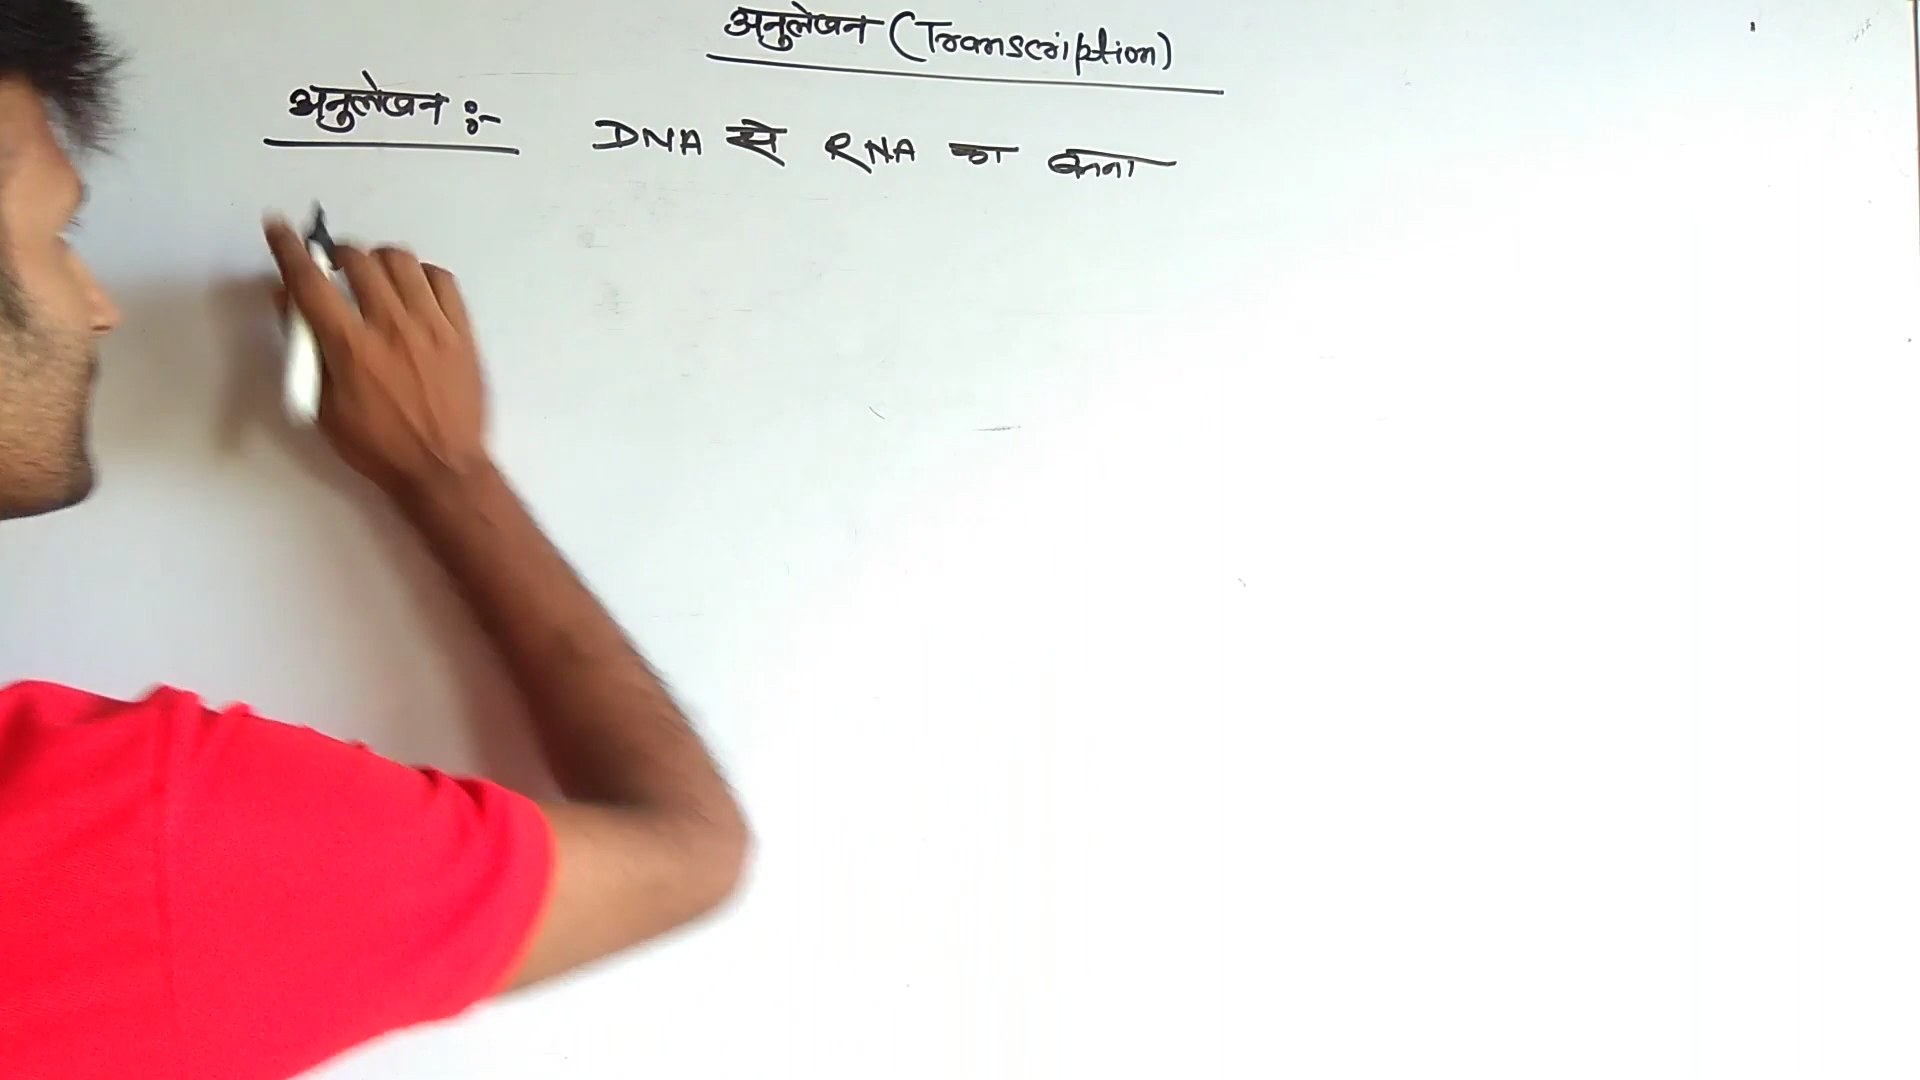 अनुलेखन (Transcription)
अनुलेखन :- DNA से RNA का बनना